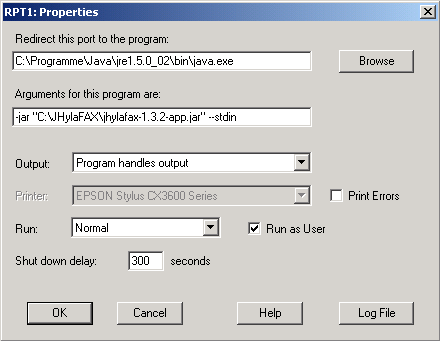 RPT1: Properties
Redirect this port to the program:
C:\Programme\Java\jre1.5.0_02\bin\java.exe
Browse
Arguments for this program are:
-jar "C:\JHylaFAX\jhylafax-1.3.2-app.jar" --stdin
Output: Program handles output
Printer: EPSON Stylus CX3600 Series Print Errors
Run: Normal Run as User
Shut down delay: 300 seconds
OK Cancel Help Log File